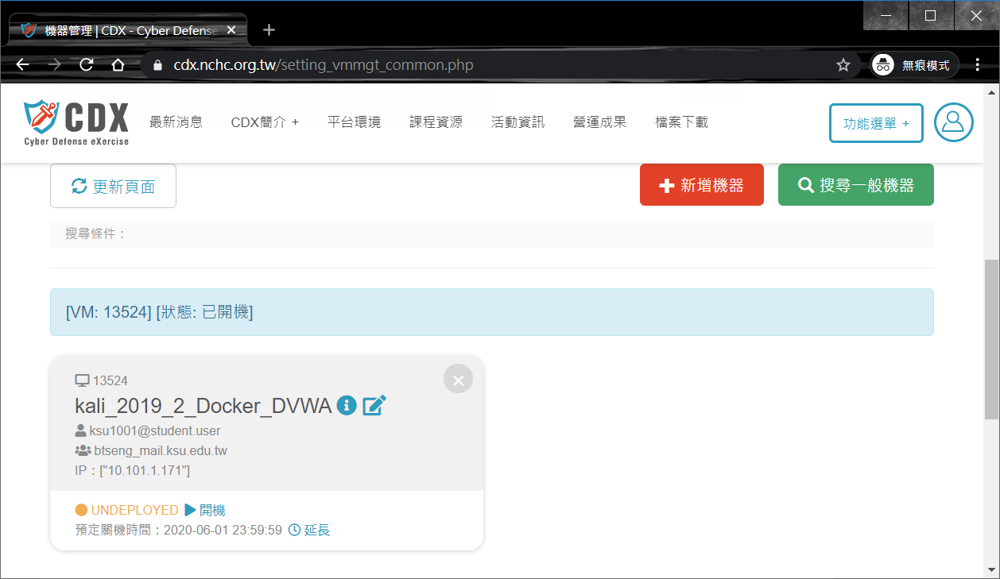 機器管理 | CDX - Cyber Defense
cdx.nchc.org.tw/setting_vmmgt_common.php
無痕模式
CDX
Cyber Defense eXercise
最新消息
CDX簡介 +
平台環境
課程資源
活動資訊
營運成果
檔案下載
功能選單 +
更新頁面
新增機器
搜尋一般機器
搜尋條件：
[VM: 13524] [狀態: 已開機]
13524
kali_2019_2_Docker_DVWA
ksu1001@student.user
btseng_mail.ksu.edu.tw
IP：["10.101.1.171"]
UNDEPLOYED 開機
預定關機時間：2020-06-01 23:59:59 延長